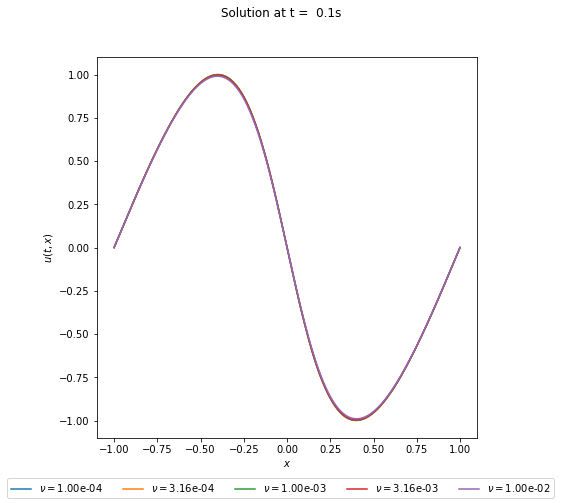 Solution at t =  0.1s
1.00
0.75
0.50
0.25
0.00
−0.25
−0.50
−0.75
−1.00
u(t, x)
−1.00 −0.75 −0.50 −0.25 0.00 0.25 0.50 0.75 1.00
x
ν = 1.00e-04 ν = 3.16e-04 ν = 1.00e-03 ν = 3.16e-03 ν = 1.00e-02